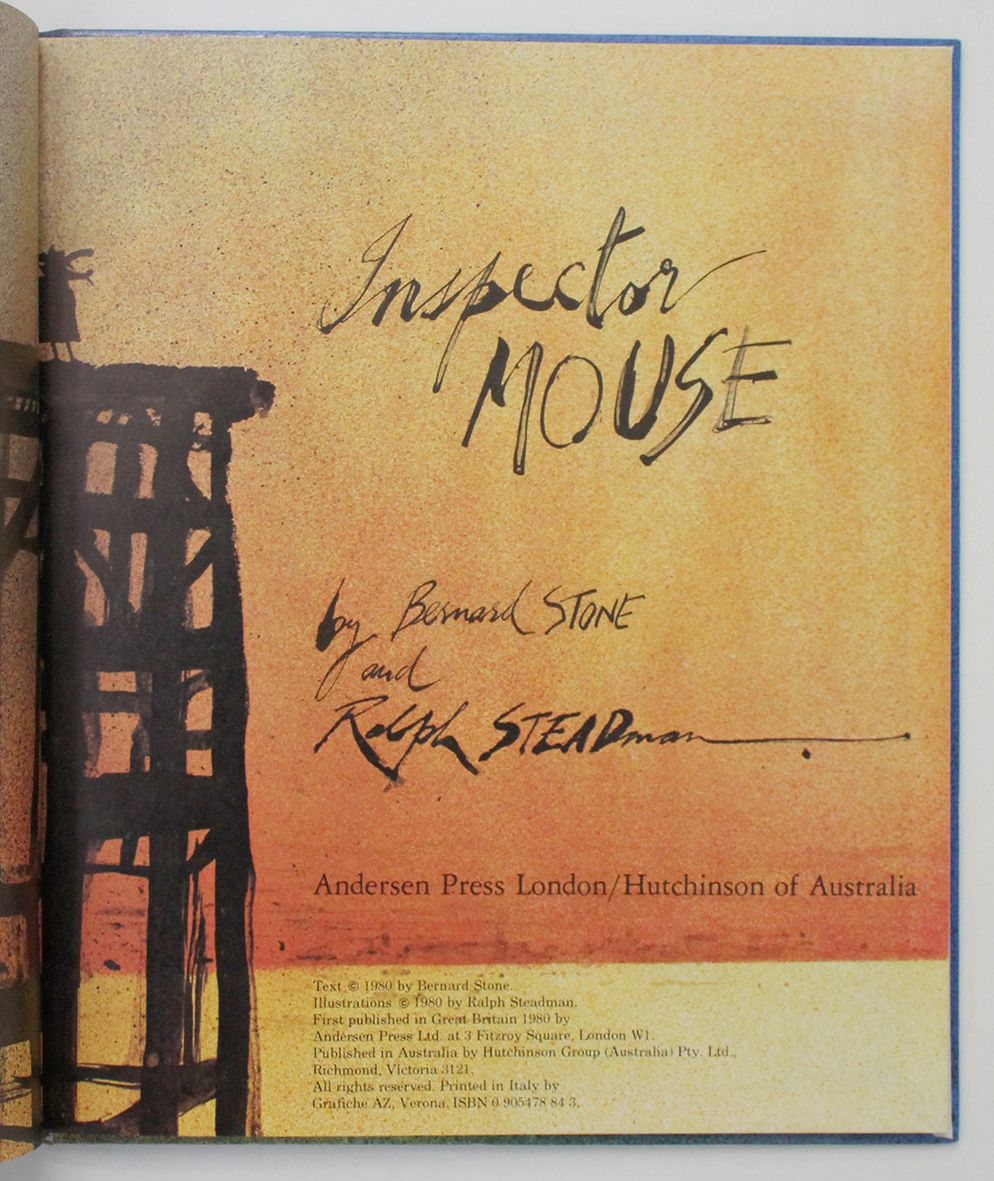 Inspector
MOUSE
by Bernard STONE
and
Ralph STEADman
Andersen Press London/Hutchinson of Australia
Text © 1980 by Bernard Stone.
Illustrations © 1980 by Ralph Steadman.
First published in Great Britain 1980 by
Andersen Press Ltd. at 3 Fitzroy Square, London W1.
Published in Australia by Hutchinson Group (Australia) Pty. Ltd.,
Richmond, Victoria 3121.
All rights reserved. Printed in Italy by
Grafiche AZ, Verona. ISBN 0 905478 84 3.